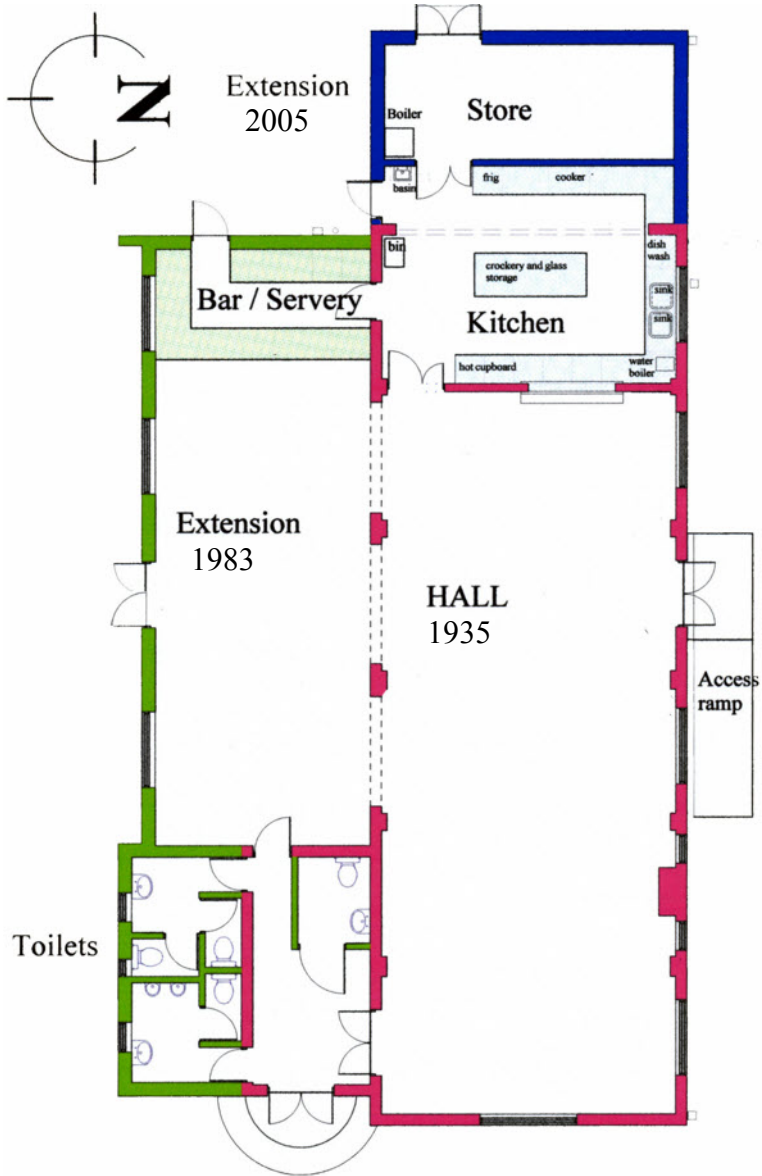 N
Extension
2005
Boiler
Store
basin
frig
cooker
bin
dish
wash
crockery and glass
storage
sink
sink
Bar / Servery
Kitchen
hot cupboard
water
boiler
Extension
1983
HALL
1935
Access
ramp
Toilets